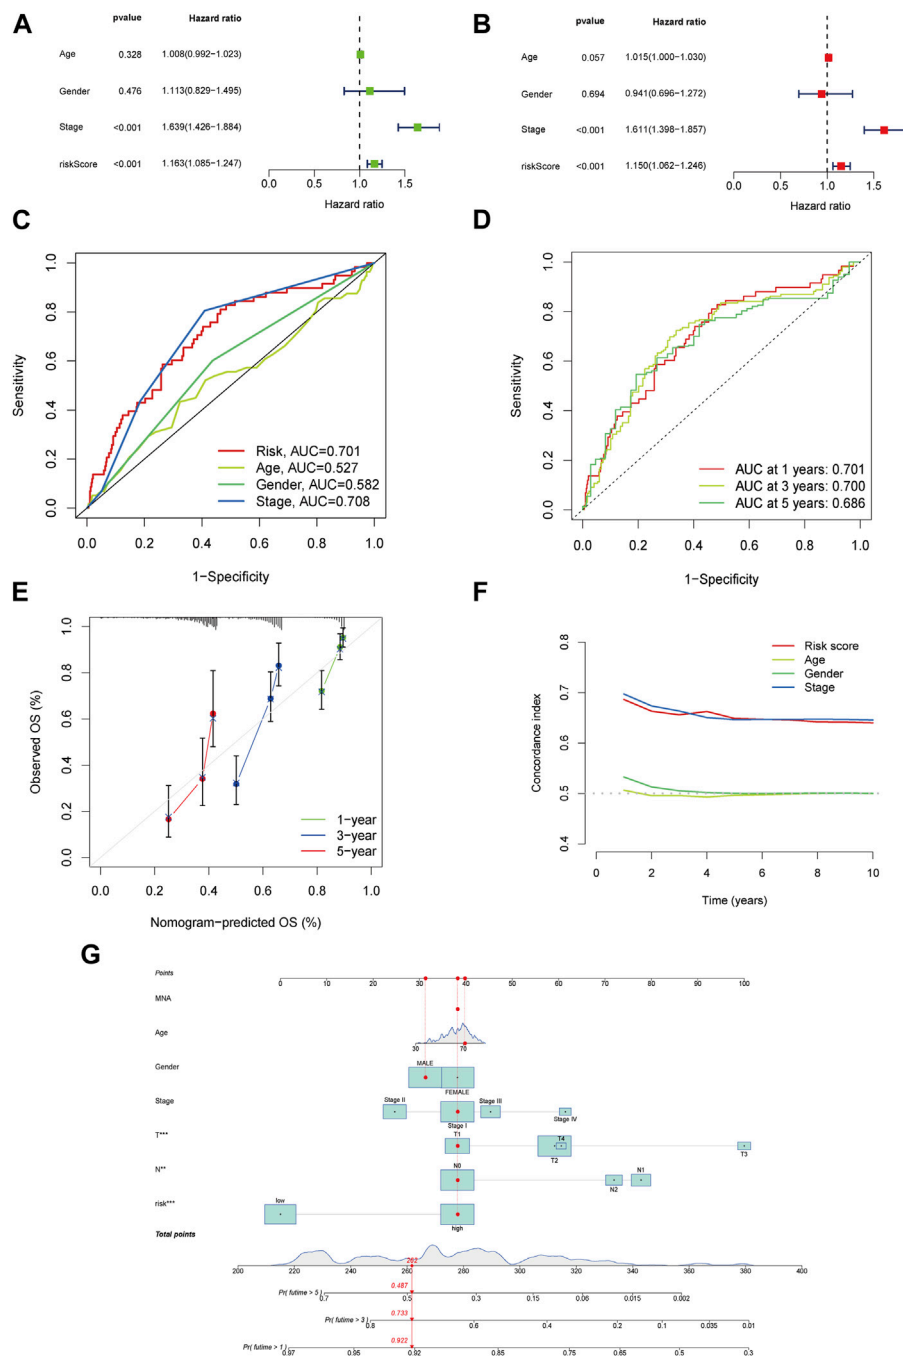 A
pvalue Hazard ratio
Age 0.328 1.008(0.992−1.023)
Gender 0.476 1.113(0.829−1.495)
Stage <0.001 1.639(1.426−1.884)
riskScore <0.001 1.163(1.085−1.247)
0.0 0.5 1.0 1.5
Hazard ratio
B
pvalue Hazard ratio
Age 0.057 1.015(1.000−1.030)
Gender 0.694 0.941(0.696−1.272)
Stage <0.001 1.611(1.398−1.857)
riskScore <0.001 1.150(1.062−1.246)
0.0 0.5 1.0 1.5
Hazard ratio
C
Sensitivity
0.0 0.2 0.4 0.6 0.8 1.0
Risk, AUC=0.701
Age, AUC=0.527
Gender, AUC=0.582
Stage, AUC=0.708
0.0 0.2 0.4 0.6 0.8 1.0
1−Specificity
D
Sensitivity
0.0 0.2 0.4 0.6 0.8 1.0
AUC at 1 years: 0.701
AUC at 3 years: 0.700
AUC at 5 years: 0.686
0.0 0.2 0.4 0.6 0.8 1.0
1−Specificity
E
Observed OS (%)
0.0 0.2 0.4 0.6 0.8 1.0
1−year
3−year
5−year
0.0 0.2 0.4 0.6 0.8 1.0
Nomogram−predicted OS (%)
F
Concordance index
0.4 0.5 0.6 0.7 0.8
Risk score
Age
Gender
Stage
0 2 4 6 8 10
Time (years)
G
Points
0 10 20 30 40 50 60 70 80 90 100
MNA
Age
30 70
Gender
MALE
FEMALE
Stage
Stage II Stage III
Stage I Stage IV
T***
T1 T4
T2 T3
N**
N0 N1
N2
risk***
low
high
Total points
262
200 220 240 260 280 300 320 340 360 380 400
0.487
Pr( futime > 5 )
0.7 0.5 0.3 0.15 0.06 0.015 0.002
0.733
Pr( futime > 3 )
0.8 0.6 0.4 0.2 0.1 0.035 0.01
0.922
Pr( futime > 1 )
0.97 0.95 0.92 0.85 0.75 0.65 0.5 0.3